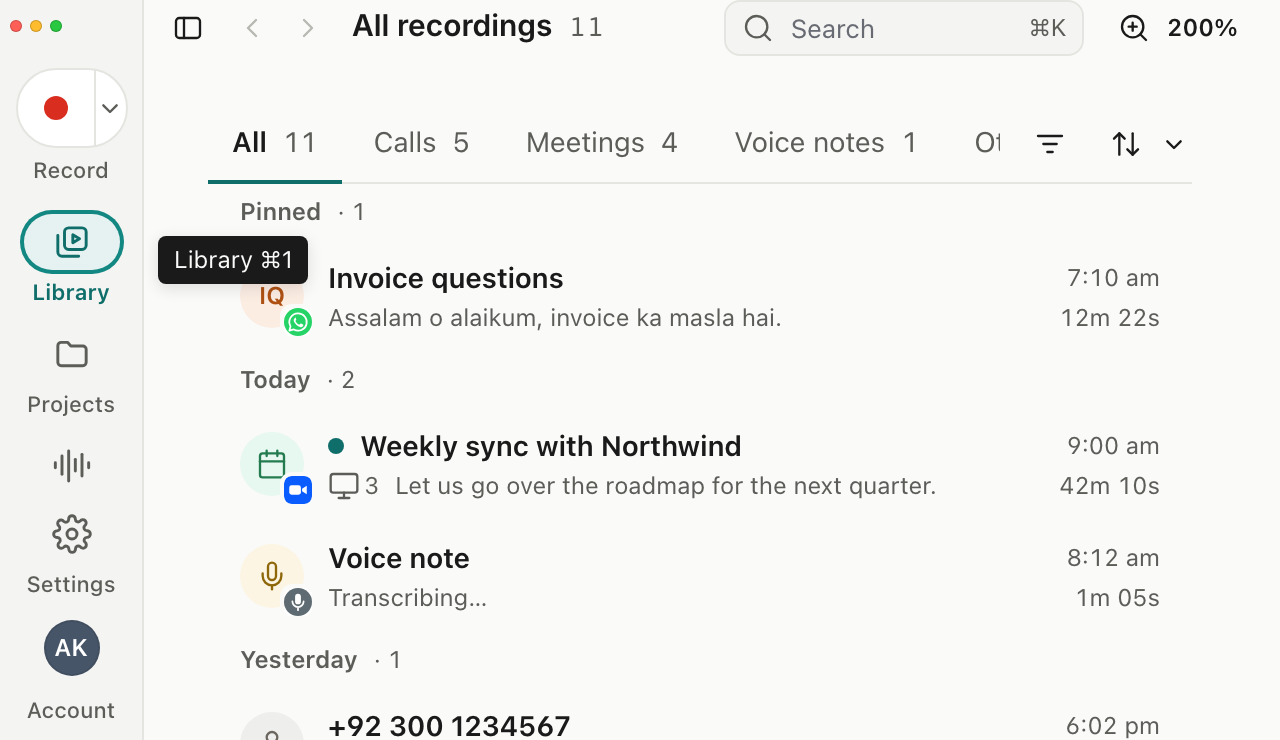 All recordings 11
Search ⌘K
200%
Record
Library
Projects
Settings
AK
Account
All 11
Calls 5
Meetings 4
Voice notes 1
Pinned · 1
Library ⌘1
IQ
Invoice questions
7:10 am
Assalam o alaikum, invoice ka masla hai.
12m 22s
Today · 2
Weekly sync with Northwind
9:00 am
3 Let us go over the roadmap for the next quarter.
42m 10s
Voice note
8:12 am
Transcribing...
1m 05s
Yesterday · 1
+92 300 1234567
6:02 pm